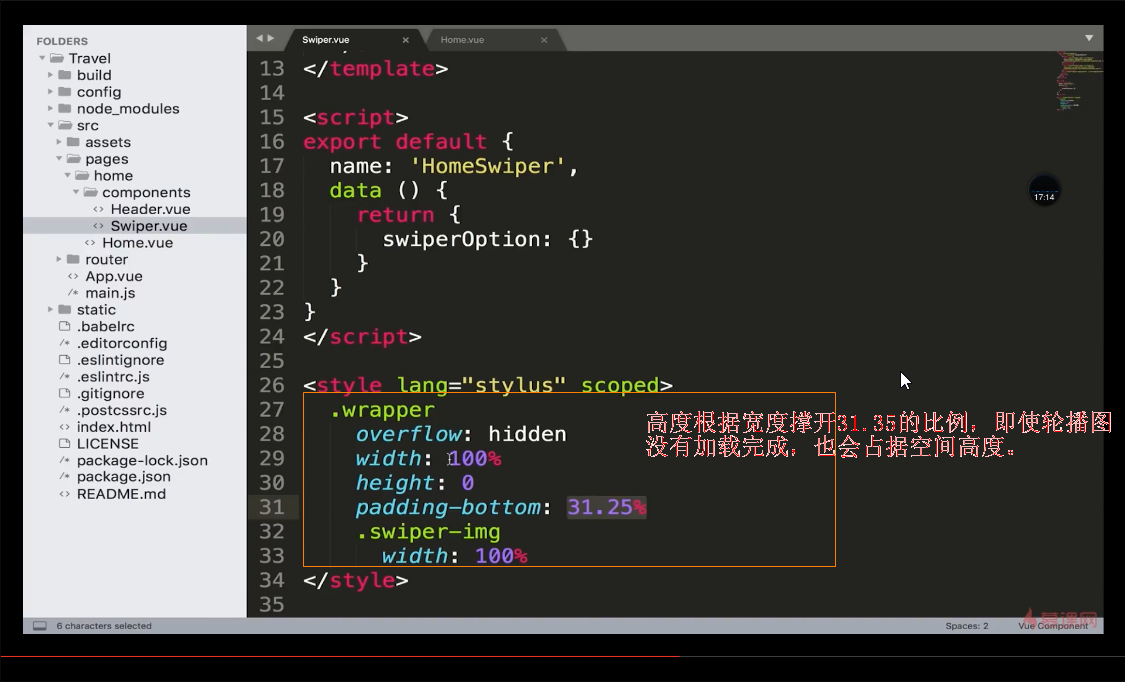 FOLDERS
Travel
build
config
node_modules
src
assets
pages
home
components
Header.vue
Swiper.vue
Home.vue
router
App.vue
main.js
static
.babelrc
.editorconfig
.eslintignore
.eslintrc.js
.gitignore
.postcssrc.js
index.html
LICENSE
package-lock.json
package.json
README.md
Swiper.vue
Home.vue
13 </template>
14
15 <script>
16 export default {
17 name: 'HomeSwiper',
18 data () {
19 return {
20 swiperOption: {}
21 }
22 }
23 }
24 </script>
25
26 <style lang="stylus" scoped>
27 .wrapper
28 overflow: hidden
29 width: 100%
30 height: 0
31 padding-bottom: 31.25%
32 .swiper-img
33 width: 100%
34 </style>
35
17:14
高度根据宽度撑开31.35的比例，即使轮播图
没有加载完成，也会占据空间高度。
6 characters selected
Spaces: 2
Vue Component
慕课网